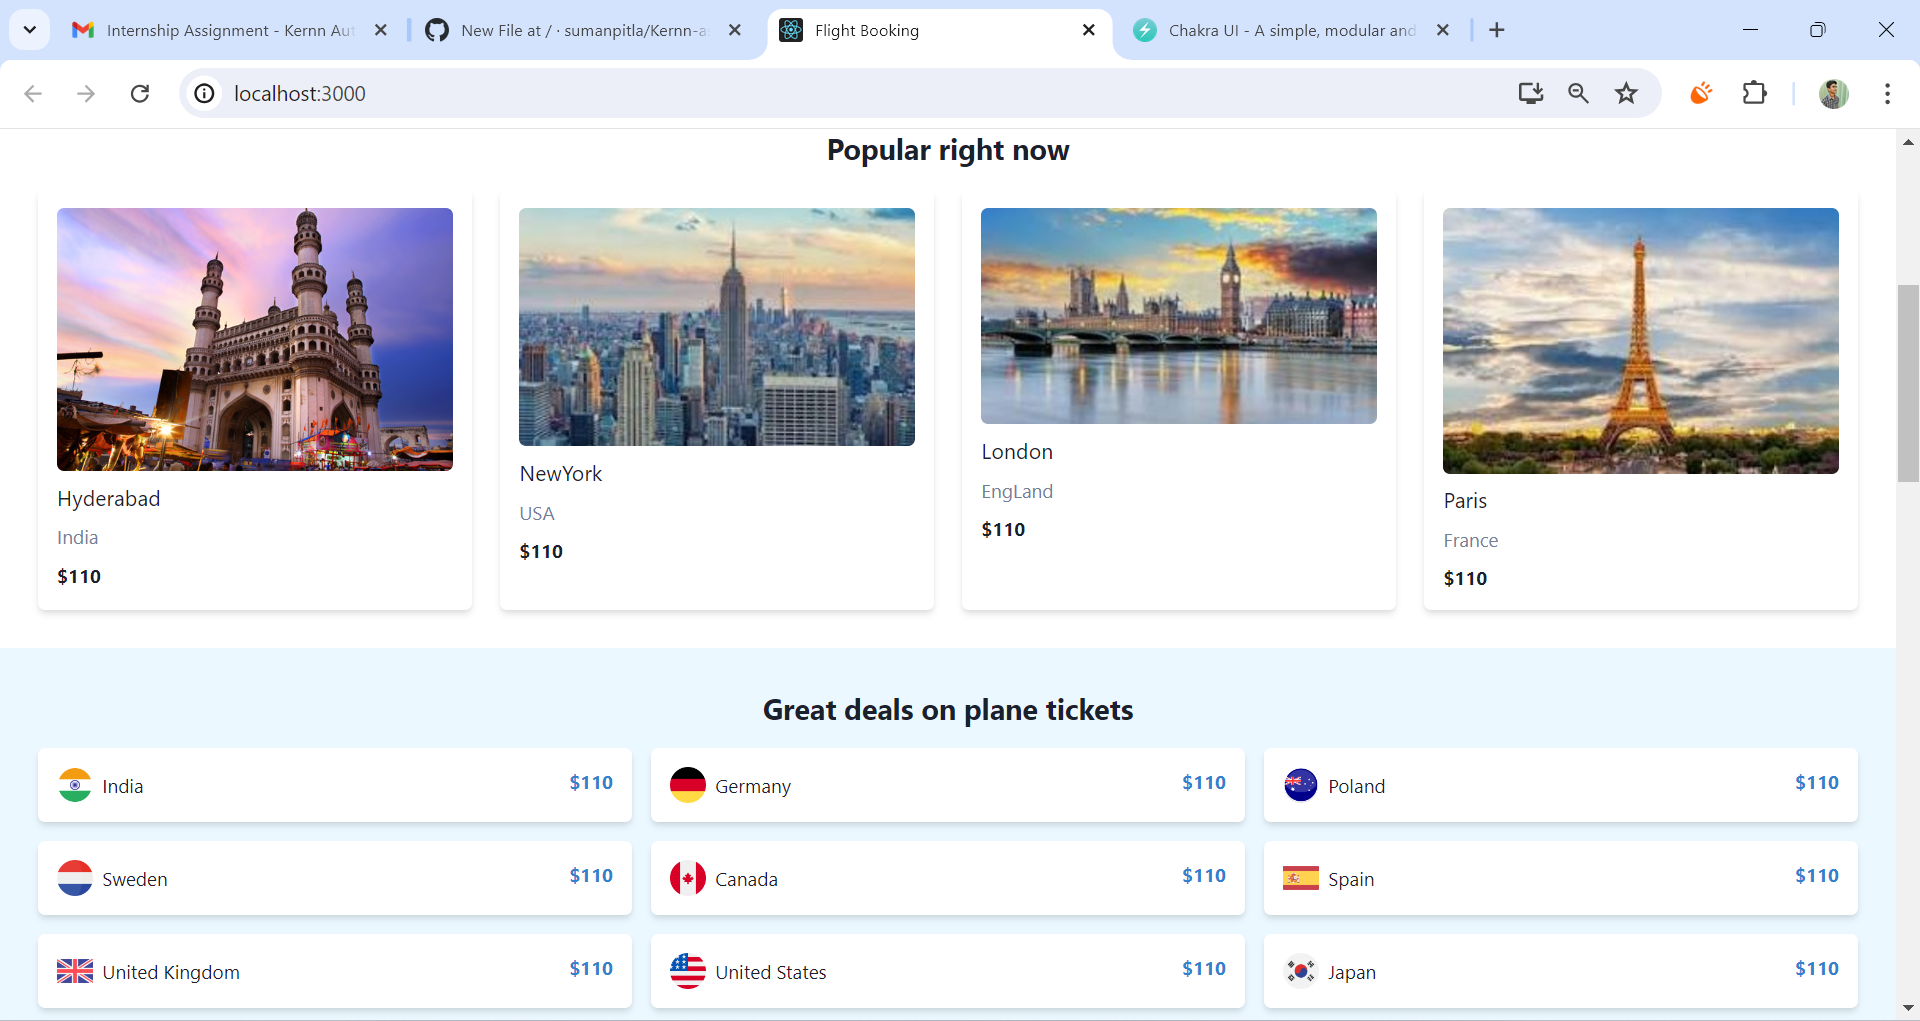 Internship Assignment - Kernn Aut
New File at / · sumanpitla/Kernn-a
Flight Booking
Chakra UI - A simple, modular and
localhost:3000
Popular right now
Hyderabad
India
$110
NewYork
USA
$110
London
EngLand
$110
Paris
France
$110
Great deals on plane tickets
India $110
Germany $110
Poland $110
Sweden $110
Canada $110
Spain $110
United Kingdom $110
United States $110
Japan $110